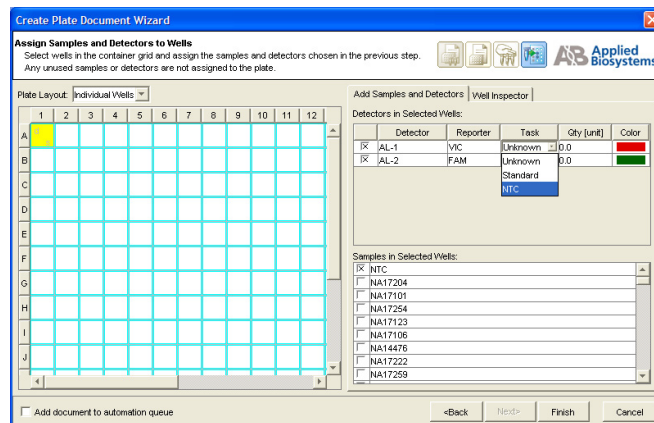 Create Plate Document Wizard
Assign Samples and Detectors to Wells
Select wells in the container grid and assign the samples and detectors chosen in the previous step.
Any unused samples or detectors are not assigned to the plate.
AB Applied Biosystems
Plate Layout: Individual Wells
1 2 3 4 5 6 7 8 9 10 11 12
A
B
C
D
E
F
G
H
I
J
Add Samples and Detectors Well Inspector
Detectors in Selected Wells:
Detector Reporter Task Qty [unit] Color
AL-1 VIC Unknown 0.0
AL-2 FAM Unknown 0.0
Standard
NTC
Samples in Selected Wells:
NTC
NA17204
NA17101
NA17254
NA17123
NA17106
NA14476
NA17222
NA17259
Add document to automation queue
<Back Next> Finish Cancel